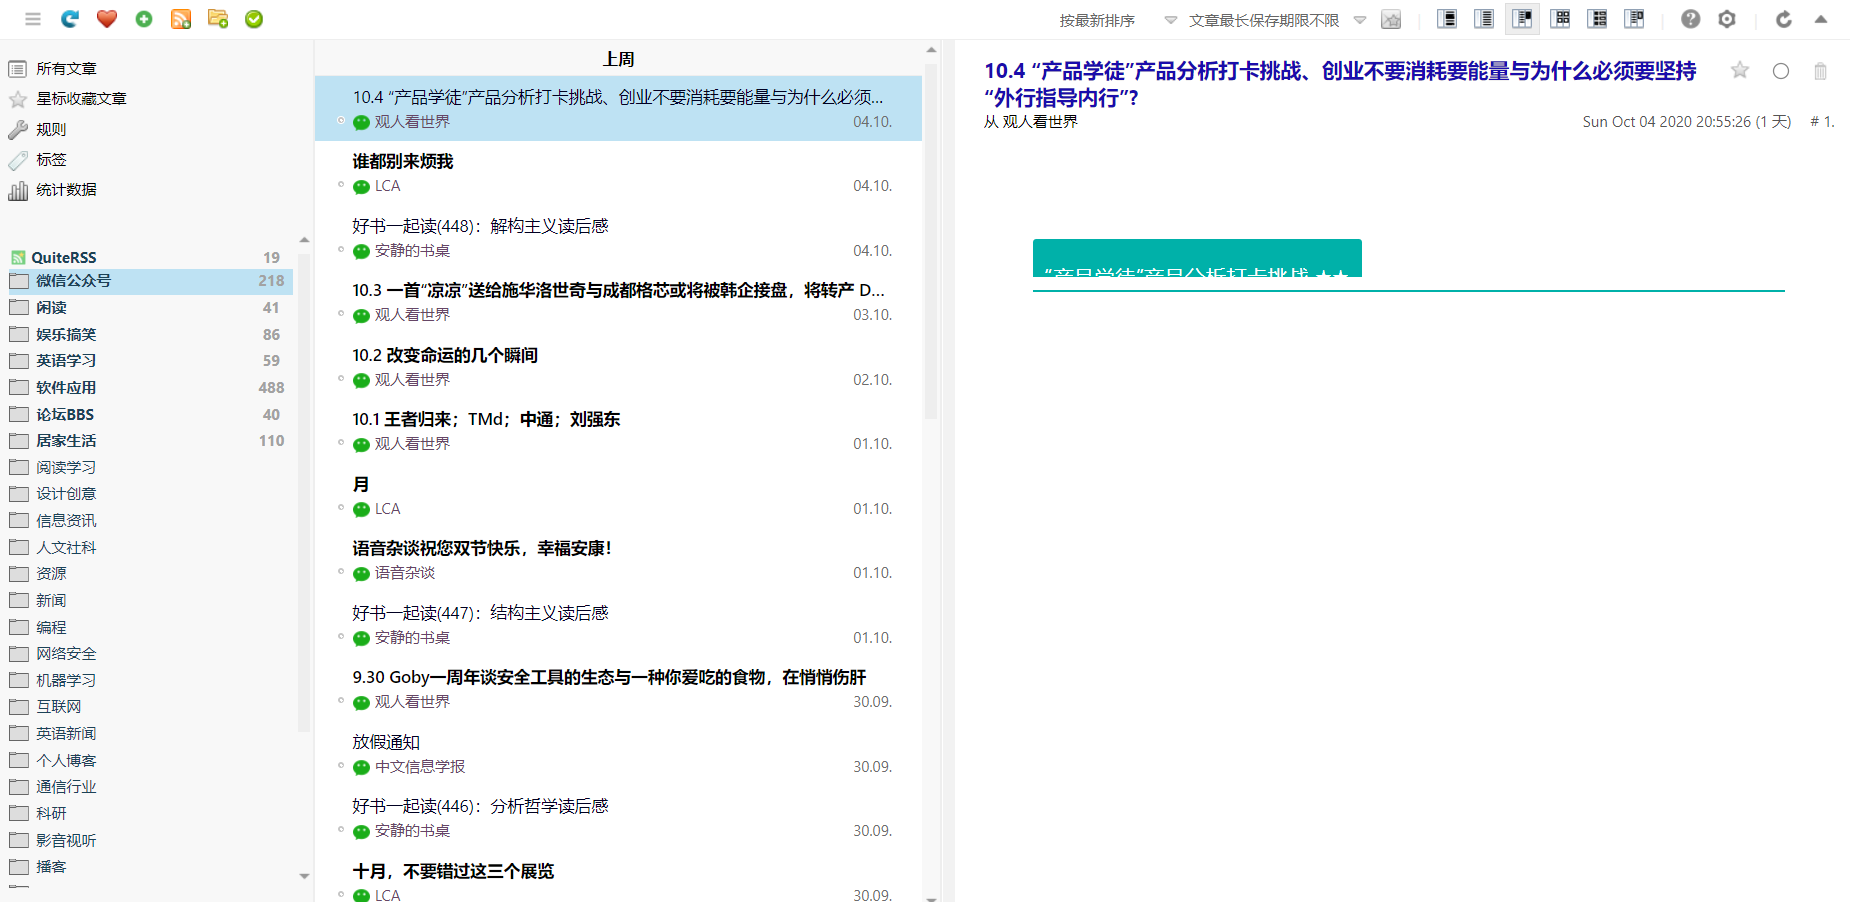 按最新排序
文章最长保存期限不限
所有文章
星标收藏文章
规则
标签
统计数据
QuiteRSS 19
微信公众号 218
闲读 41
娱乐搞笑 86
英语学习 59
软件应用 488
论坛BBS 40
居家生活 110
阅读学习
设计创意
信息资讯
人文社科
资源
新闻
编程
网络安全
机器学习
互联网
英语新闻
个人博客
通信行业
科研
影音视听
播客
上周
10.4 “产品学徒”产品分析打卡挑战、创业不要消耗要能量与为什么必须...
观人看世界 04.10.
谁都别来烦我
LCA 04.10.
好书一起读(448)：解构主义读后感
安静的书桌 04.10.
10.3 一首“凉凉”送给施华洛世奇与成都格芯或将被韩企接盘，将转产 D...
观人看世界 03.10.
10.2 改变命运的几个瞬间
观人看世界 02.10.
10.1 王者归来；TMd；中通；刘强东
观人看世界 01.10.
月
LCA 01.10.
语音杂谈祝您双节快乐，幸福安康！
语音杂谈 01.10.
好书一起读(447)：结构主义读后感
安静的书桌 01.10.
9.30 Goby一周年谈安全工具的生态与一种你爱吃的食物，在悄悄伤肝
观人看世界 30.09.
放假通知
中文信息学报 30.09.
好书一起读(446)：分析哲学读后感
安静的书桌 30.09.
十月，不要错过这三个展览
LCA 30.09.
10.4 “产品学徒”产品分析打卡挑战、创业不要消耗要能量与为什么必须要坚持
“外行指导内行”?
从 观人看世界
Sun Oct 04 2020 20:55:26 (1 天) # 1.
“产品学徒”产品分析打卡挑战 ★★